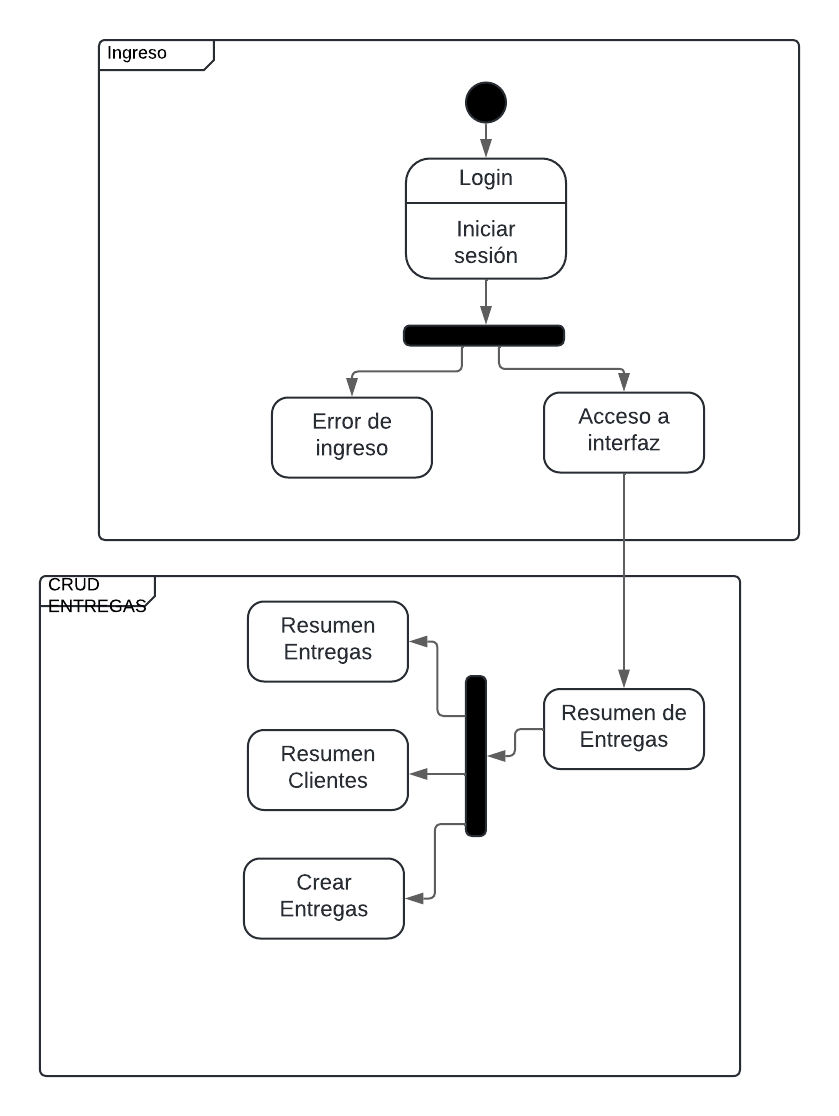 Ingreso
Login
Iniciar
sesión
Error de
ingreso
Acceso a
interfaz
CRUD
ENTREGAS
Resumen
Entregas
Resumen de
Entregas
Resumen
Clientes
Crear
Entregas